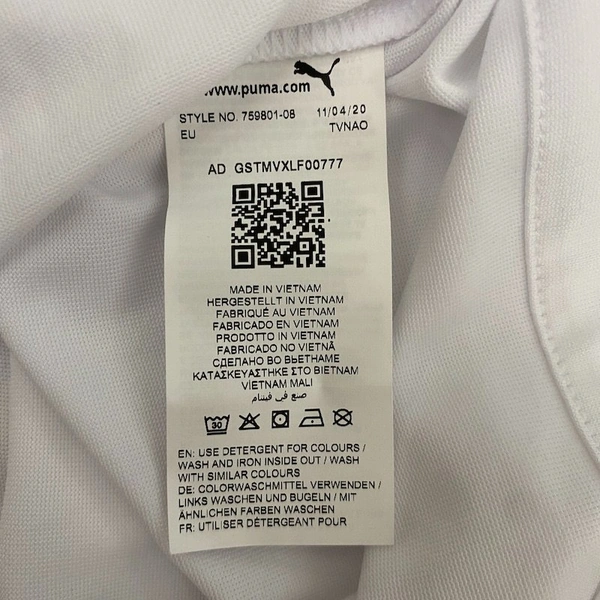 www.puma.com
STYLE NO. 759801-08 11/04/20
EU TVNAO
AD GSTMVXLF00777
MADE IN VIETNAM
HERGESTELLT IN VIETNAM
FABRIQUÉ AU VIETNAM
FABRICADO EN VIETNAM
PRODOTTO IN VIETNAM
FABRICADO NO VIETNÃ
СДЕЛАНО ВО ВЬЕТНАМЕ
ΚΑΤΑΣΚΕΥΑΣΤΗΚΕ ΣΤΟ ΒΙΕΤΝΑΜ
VİETNAM MALI
صنع في فيتنام
30
EN: USE DETERGENT FOR COLOURS /
WASH AND IRON INSIDE OUT / WASH
WITH SIMILAR COLOURS
DE: COLORWASCHMITTEL VERWENDEN /
LINKS WASCHEN UND BÜGELN / MIT
ÄHNLICHEN FARBEN WASCHEN
FR: UTILISER DÉTERGEANT POUR